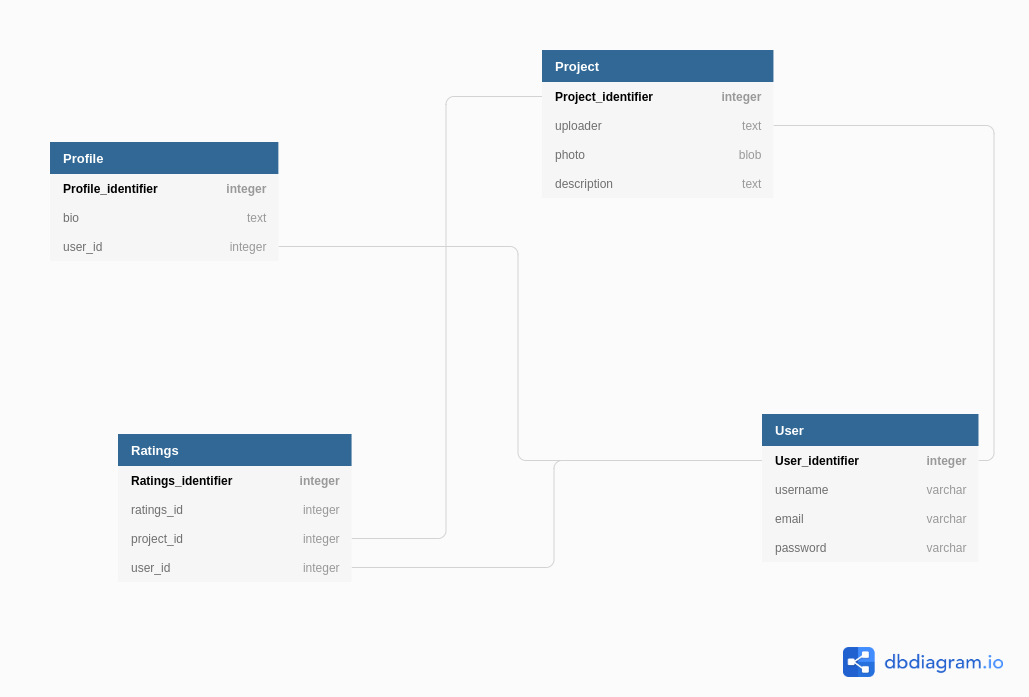 Project
Project_identifier integer
uploader text
photo blob
description text
Profile
Profile_identifier integer
bio text
user_id integer
Ratings
Ratings_identifier integer
ratings_id integer
project_id integer
user_id integer
User
User_identifier integer
username varchar
email varchar
password varchar
dbdiagram.io